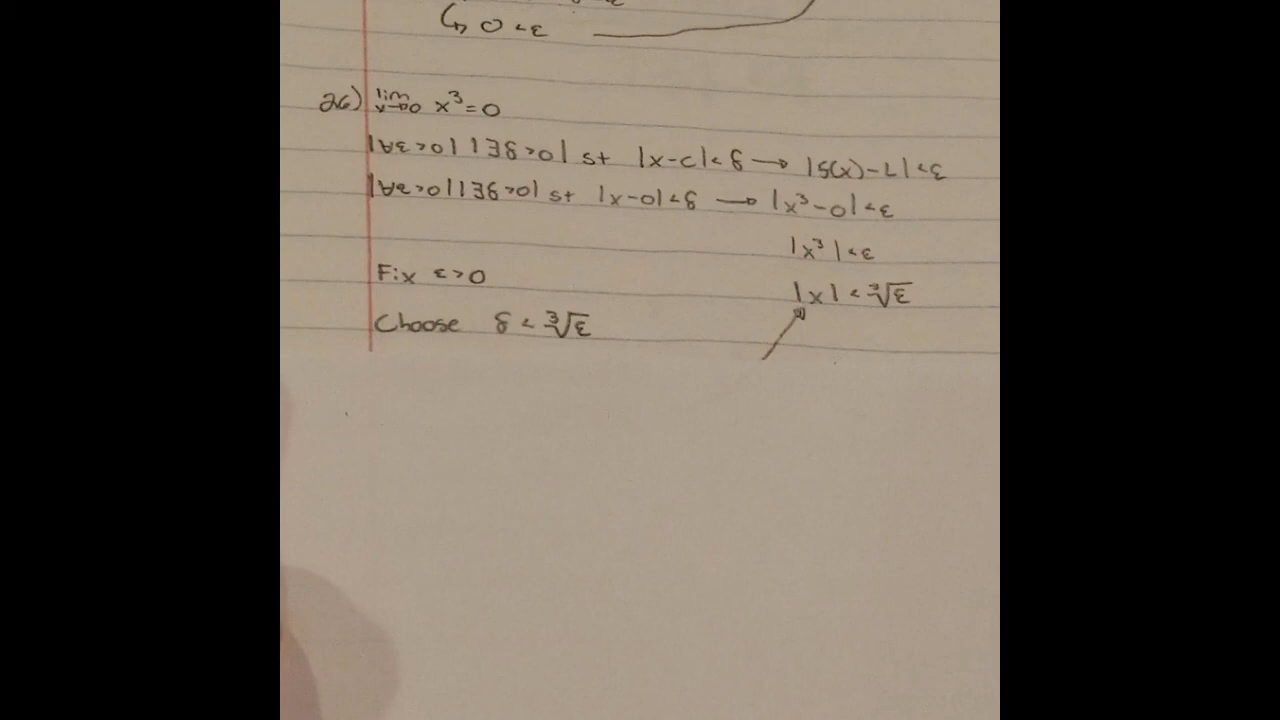 ↳ 0 < ε
26) lim x→0 x³ = 0
|∀ε>0| |∃δ>0| st |x-c|<δ → |f(x)-L|<ε
|∀ε>0| |∃δ>0| st |x-0|<δ → |x³-0|<ε
|x³|<ε
Fix ε>0
|x| < ∛ε
Choose δ < ∛ε